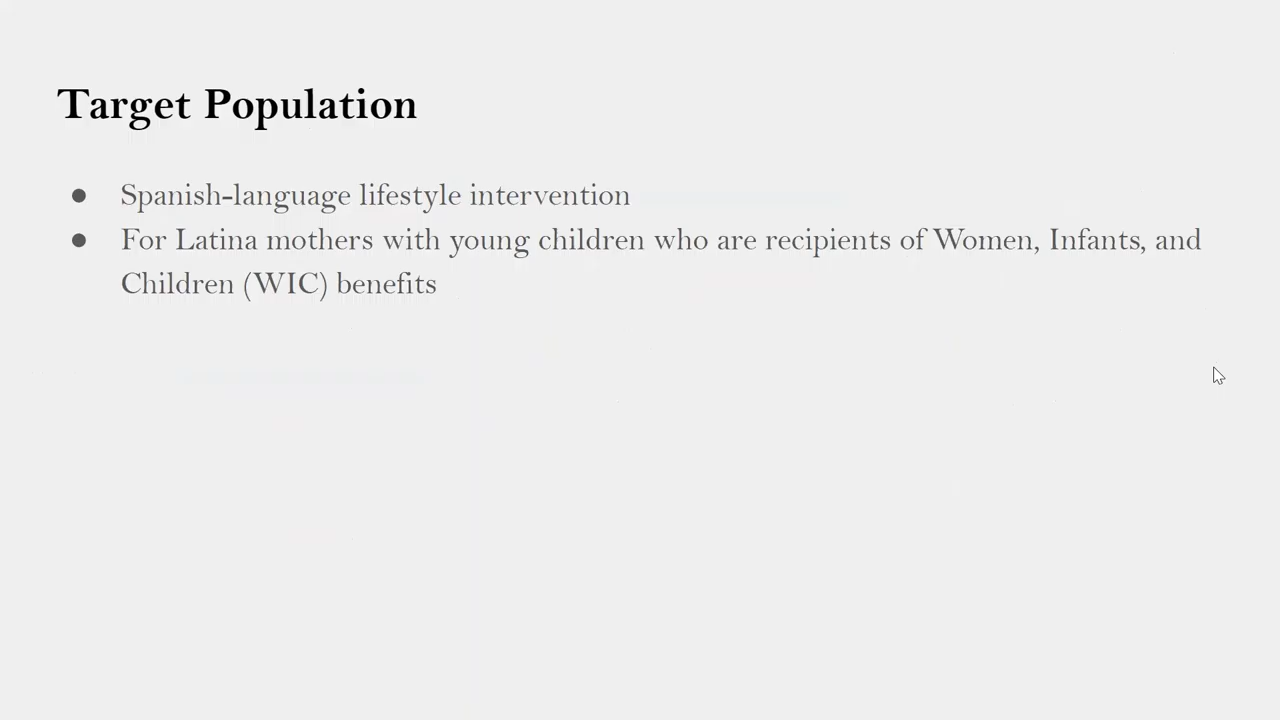 Target Population
● Spanish-language lifestyle intervention
● For Latina mothers with young children who are recipients of Women, Infants, and
Children (WIC) benefits